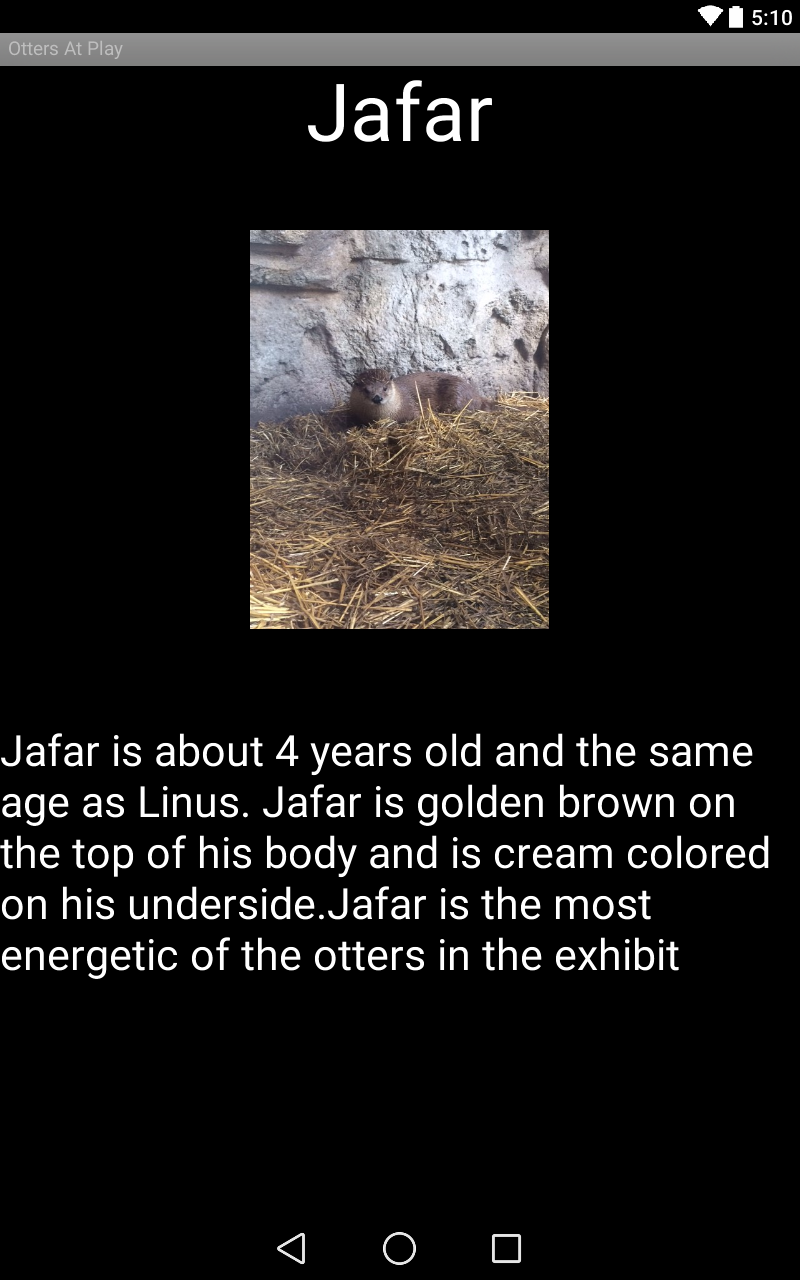 5:10
Otters At Play
Jafar
Jafar is about 4 years old and the same
age as Linus. Jafar is golden brown on
the top of his body and is cream colored
on his underside.Jafar is the most
energetic of the otters in the exhibit